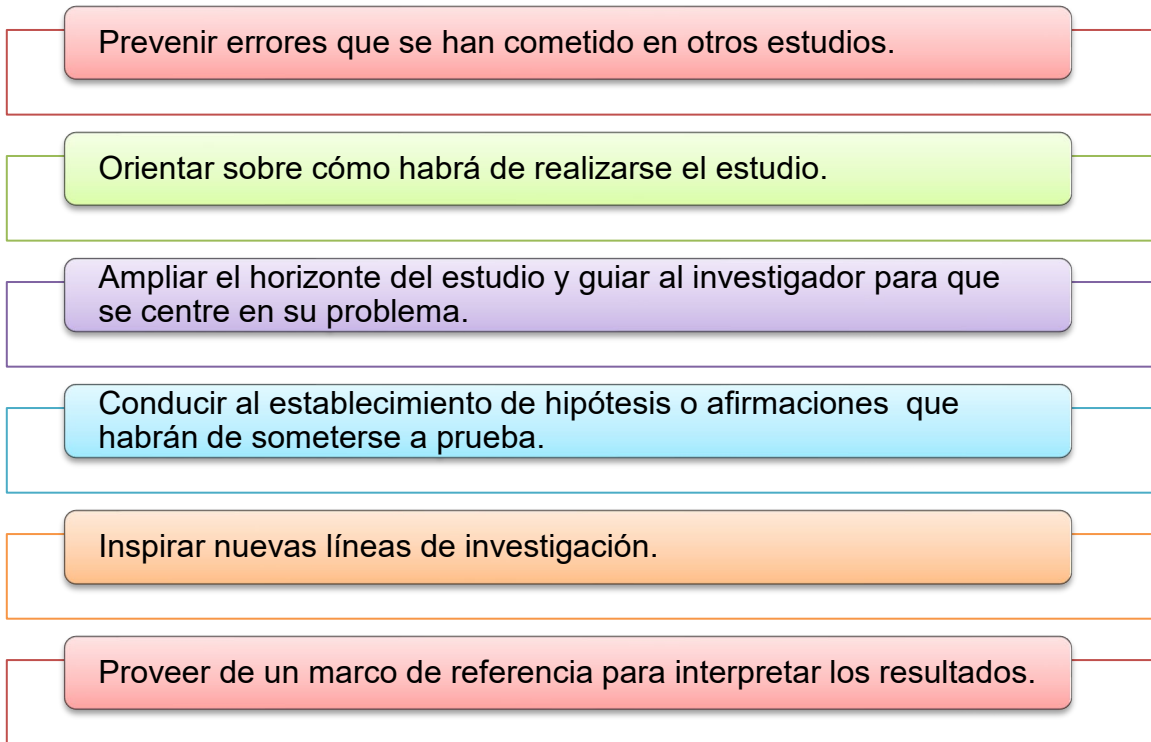 Prevenir errores que se han cometido en otros estudios.
Orientar sobre cómo habrá de realizarse el estudio.
Ampliar el horizonte del estudio y guiar al investigador para que
se centre en su problema.
Conducir al establecimiento de hipótesis o afirmaciones  que
habrán de someterse a prueba.
Inspirar nuevas líneas de investigación.
Proveer de un marco de referencia para interpretar los resultados.